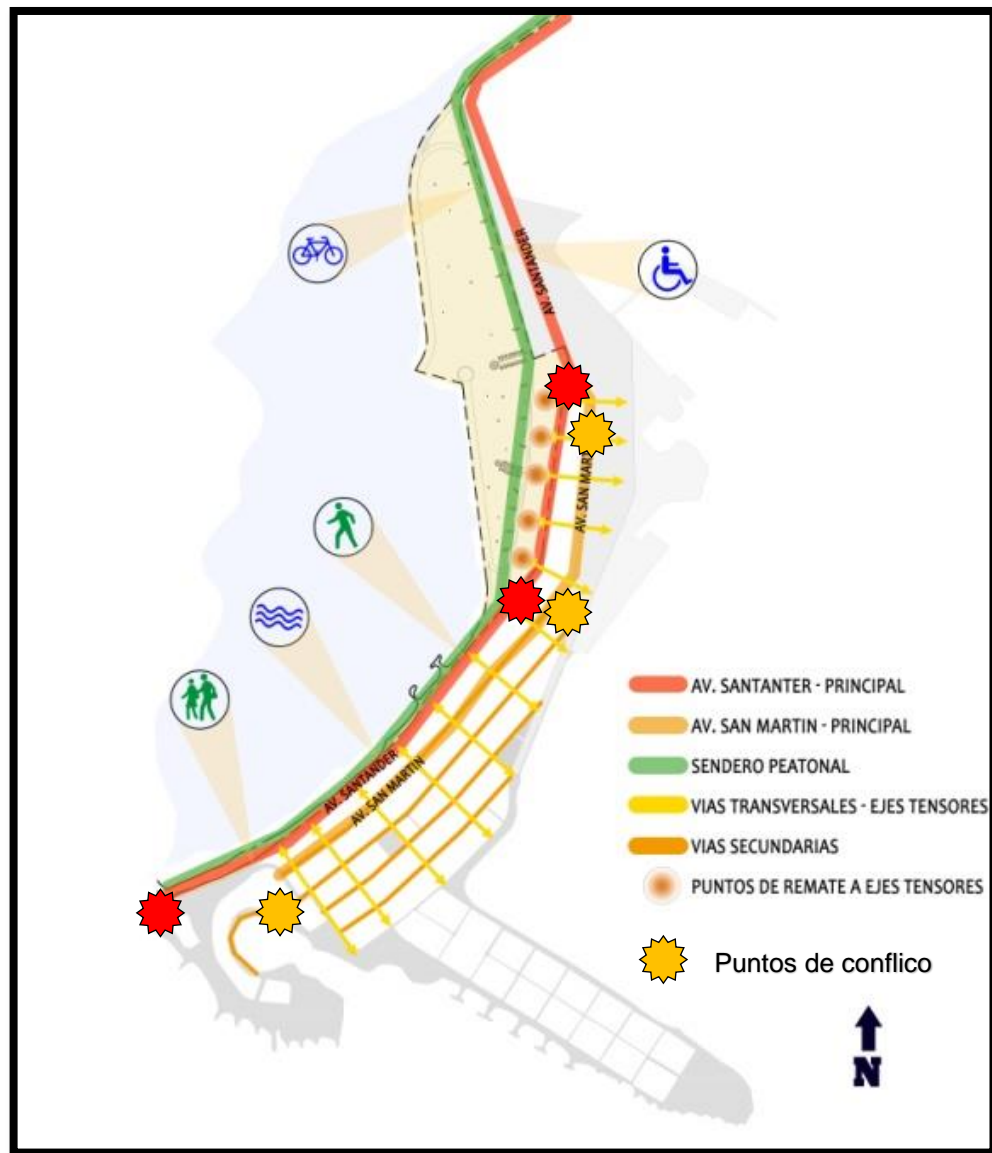 AV. SANTANDER
AV. SAN MART
AV. SANTANDER
AV. SAN MARTIN
AV. SANTANTER - PRINCIPAL
AV. SAN MARTIN - PRINCIPAL
SENDERO PEATONAL
VIAS TRANSVERSALES - EJES TENSORES
VIAS SECUNDARIAS
PUNTOS DE REMATE A EJES TENSORES
Puntos de conflico
N